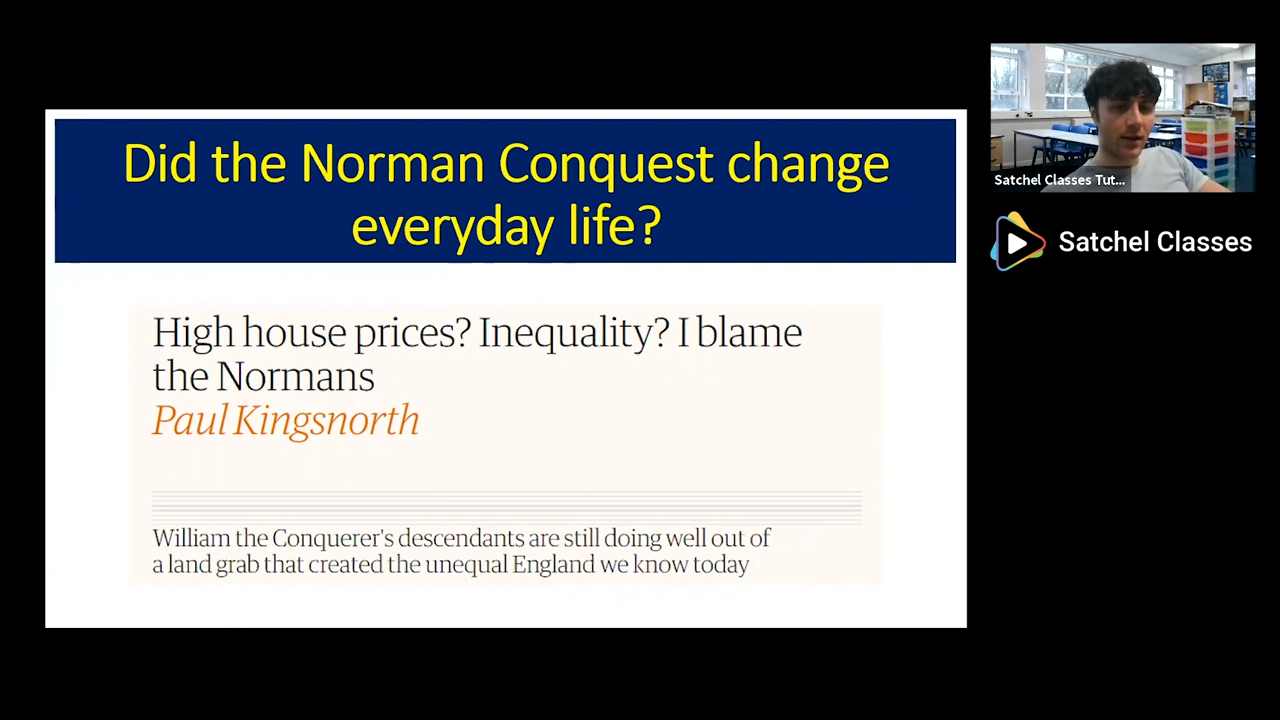 Did the Norman Conquest change
everyday life?
High house prices? Inequality? I blame
the Normans
Paul Kingsnorth
William the Conquerer's descendants are still doing well out of
a land grab that created the unequal England we know today
Satchel Classes Tut...
Satchel Classes